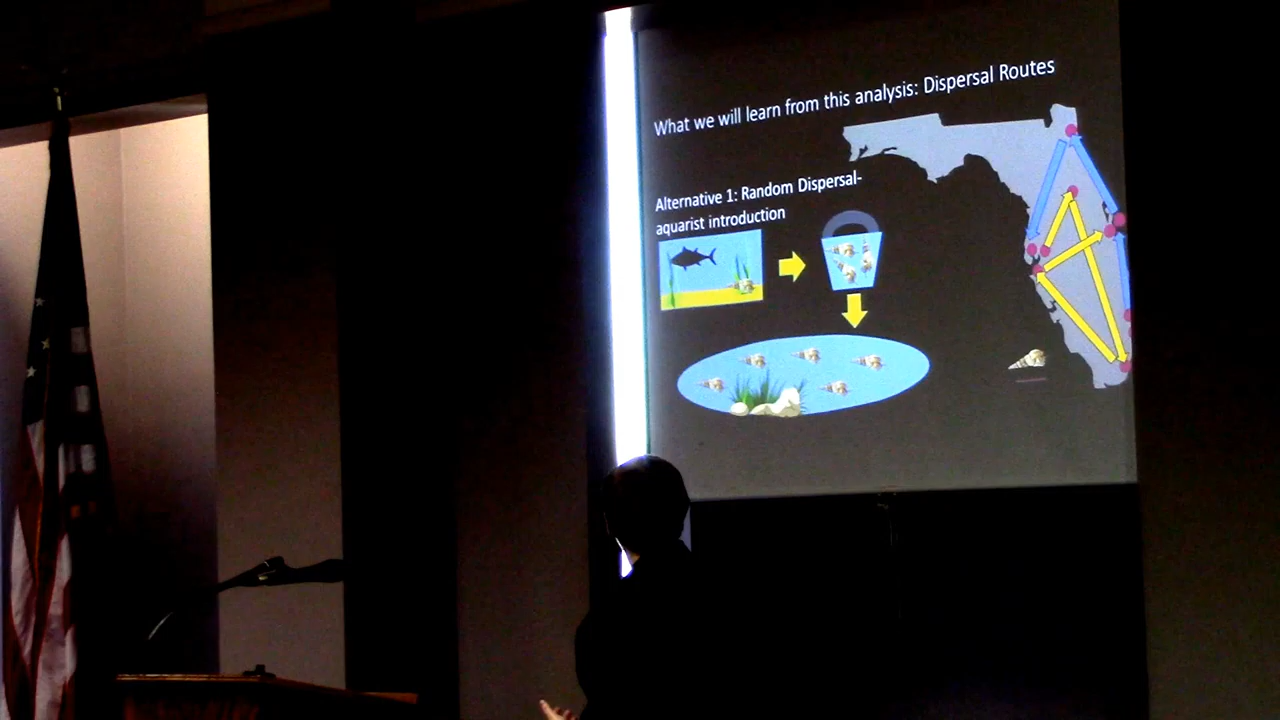 What we will learn from this analysis: Dispersal Routes
Alternative 1: Random Dispersal-
aquarist introduction